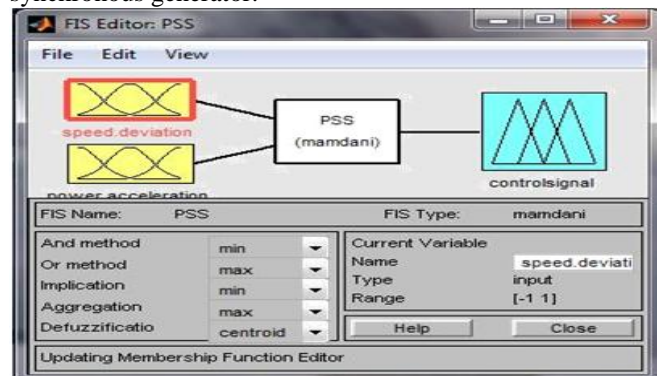 synchronous generator.
FIS Editor: PSS
File Edit View
speed.deviation
power acceleration
PSS
(mamdani)
controlsignal
FIS Name: PSS FIS Type: mamdani
And method min
Or method max
Implication min
Aggregation max
Defuzzificatio centroid
Current Variable
Name speed.deviati
Type input
Range [-1 1]
Help Close
Updating Membership Function Editor